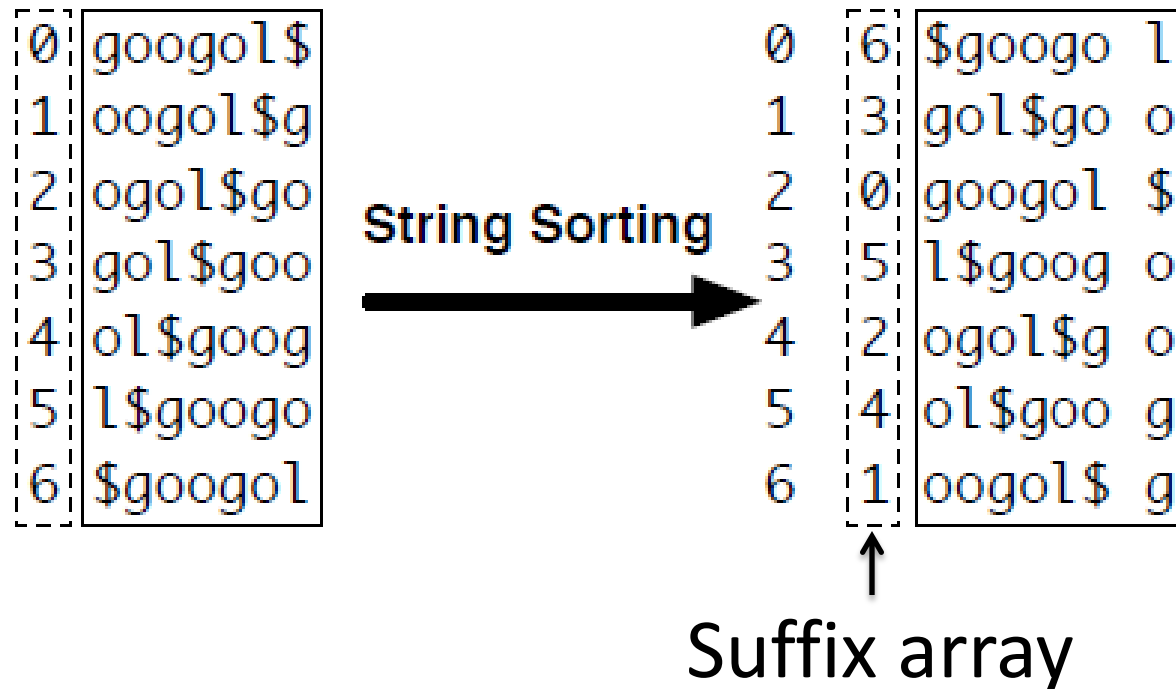 0 googol$
1 oogol$g
2 ogol$go
3 gol$goo
4 ol$goog
5 l$googo
6 $googol
String Sorting
0 6 $googo l
1 3 gol$go o
2 0 googol $
3 5 l$goog o
4 2 ogol$g o
5 4 ol$goo g
6 1 oogol$ g
Suffix array